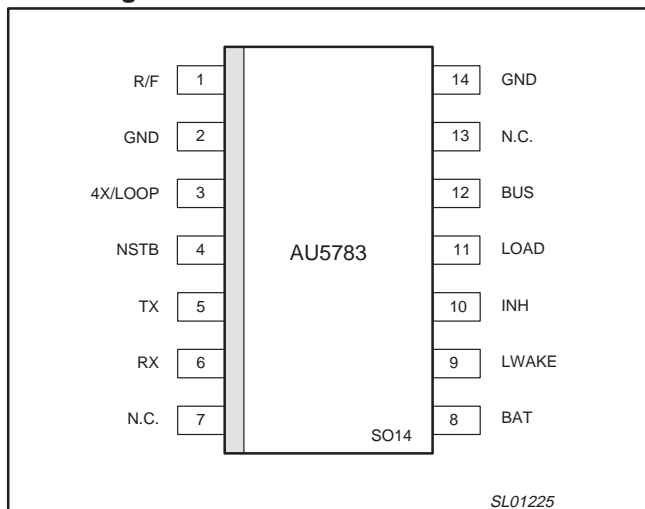 R/F 1 14 GND
GND 2 13 N.C.
4X/LOOP 3 12 BUS
NSTB 4 AU5783 11 LOAD
TX 5 10 INH
RX 6 9 LWAKE
N.C. 7 8 BAT
SO14
SL01225